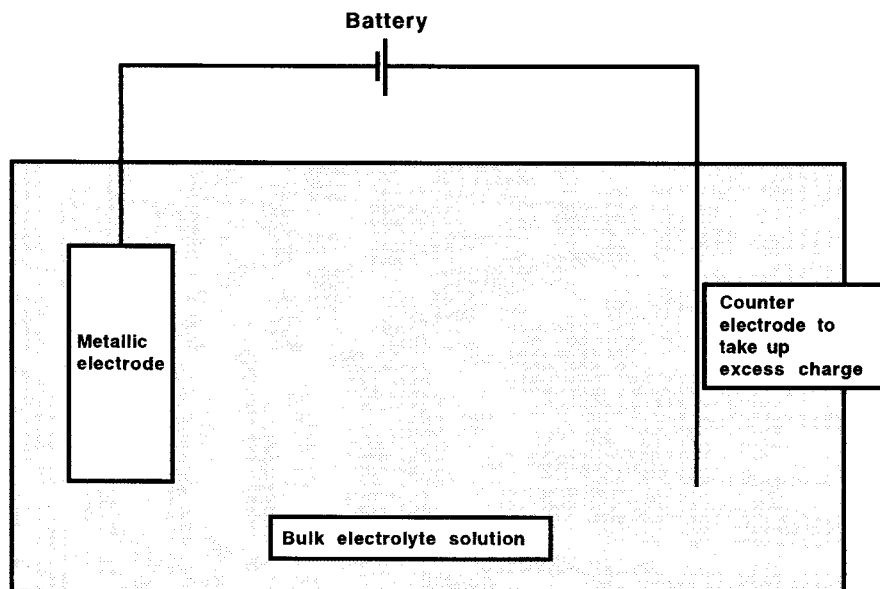 Battery
Metallic
electrode
Counter
electrode to
take up
excess charge
Bulk electrolyte solution